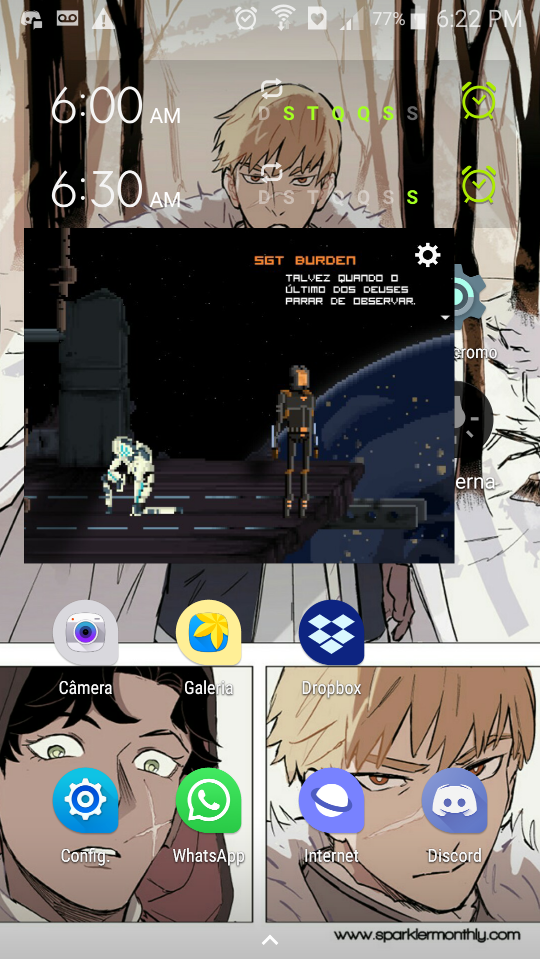 77% 6:22 PM
6:00 AM D S T Q Q S S
6:30 AM D S T Q Q S S
SGT BURDEN
TALVEZ QUANDO O
ÚLTIMO DOS DEUSES
PARAR DE OBSERVAR.
cromo
erna
Câmera Galeria Dropbox
Config. WhatsApp Internet Discord
www.sparklermonthly.com